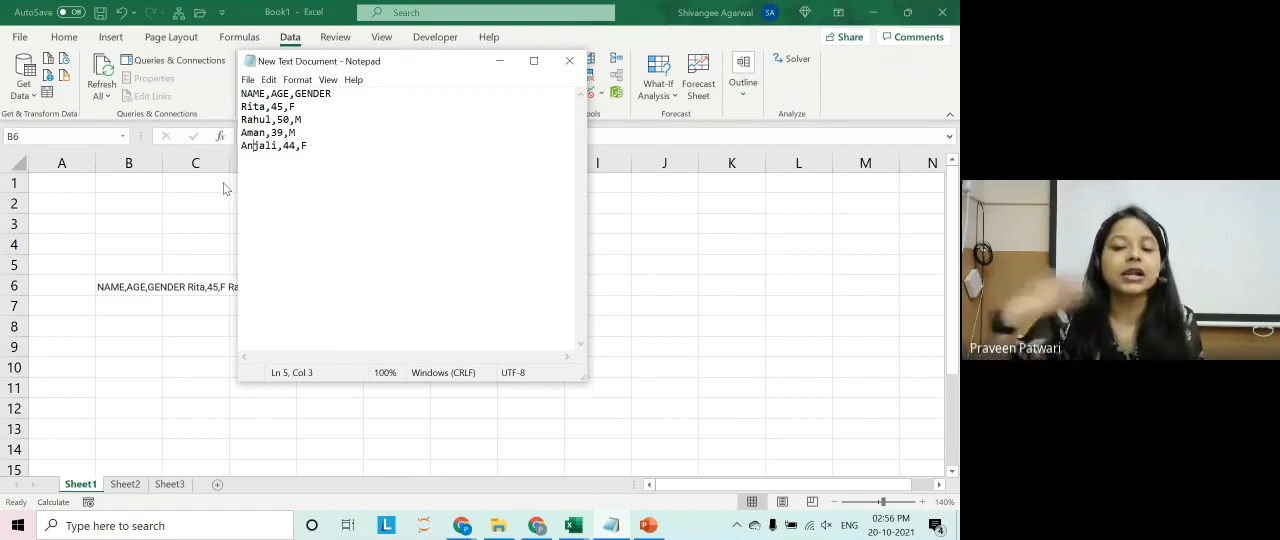 AutoSave Off Book1 - Excel Search Shivangee Agarwal SA
File Home Insert Page Layout Formulas Data Review View Developer Help Share Comments
Get Data
Queries & Connections
Properties
Edit Links
Refresh All
What-If Analysis
Forecast Sheet
Outline
Solver
Get & Transform Data Queries & Connections Forecast Analyze
New Text Document - Notepad
File Edit Format View Help
NAME,AGE,GENDER
Rita,45,F
Rahul,50,M
Aman,39,M
Anjali,44,F
Ln 5, Col 3 100% Windows (CRLF) UTF-8
B6 fx
A B C I J K L M N
1
2
3
4
5
6 NAME,AGE,GENDER Rita,45,F Ra
7
8
9
10
11
12
13
14
15
Sheet1 Sheet2 Sheet3
Ready Calculate 140%
Type here to search
ENG
02:56 PM
20-10-2021
4
Praveen Patwari